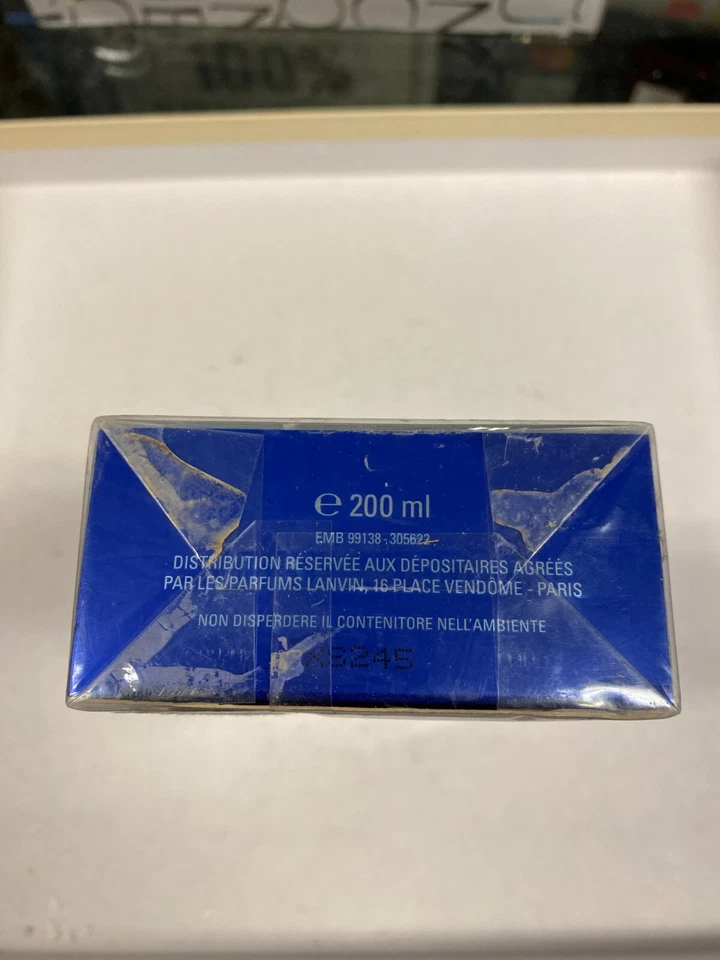 100%
℮ 200 ml
EMB 99138 - 305622
DISTRIBUTION RÉSERVÉE AUX DÉPOSITAIRES AGRÉÉS
PAR LES PARFUMS LANVIN, 16 PLACE VENDÔME - PARIS
NON DISPERDERE IL CONTENITORE NELL'AMBIENTE